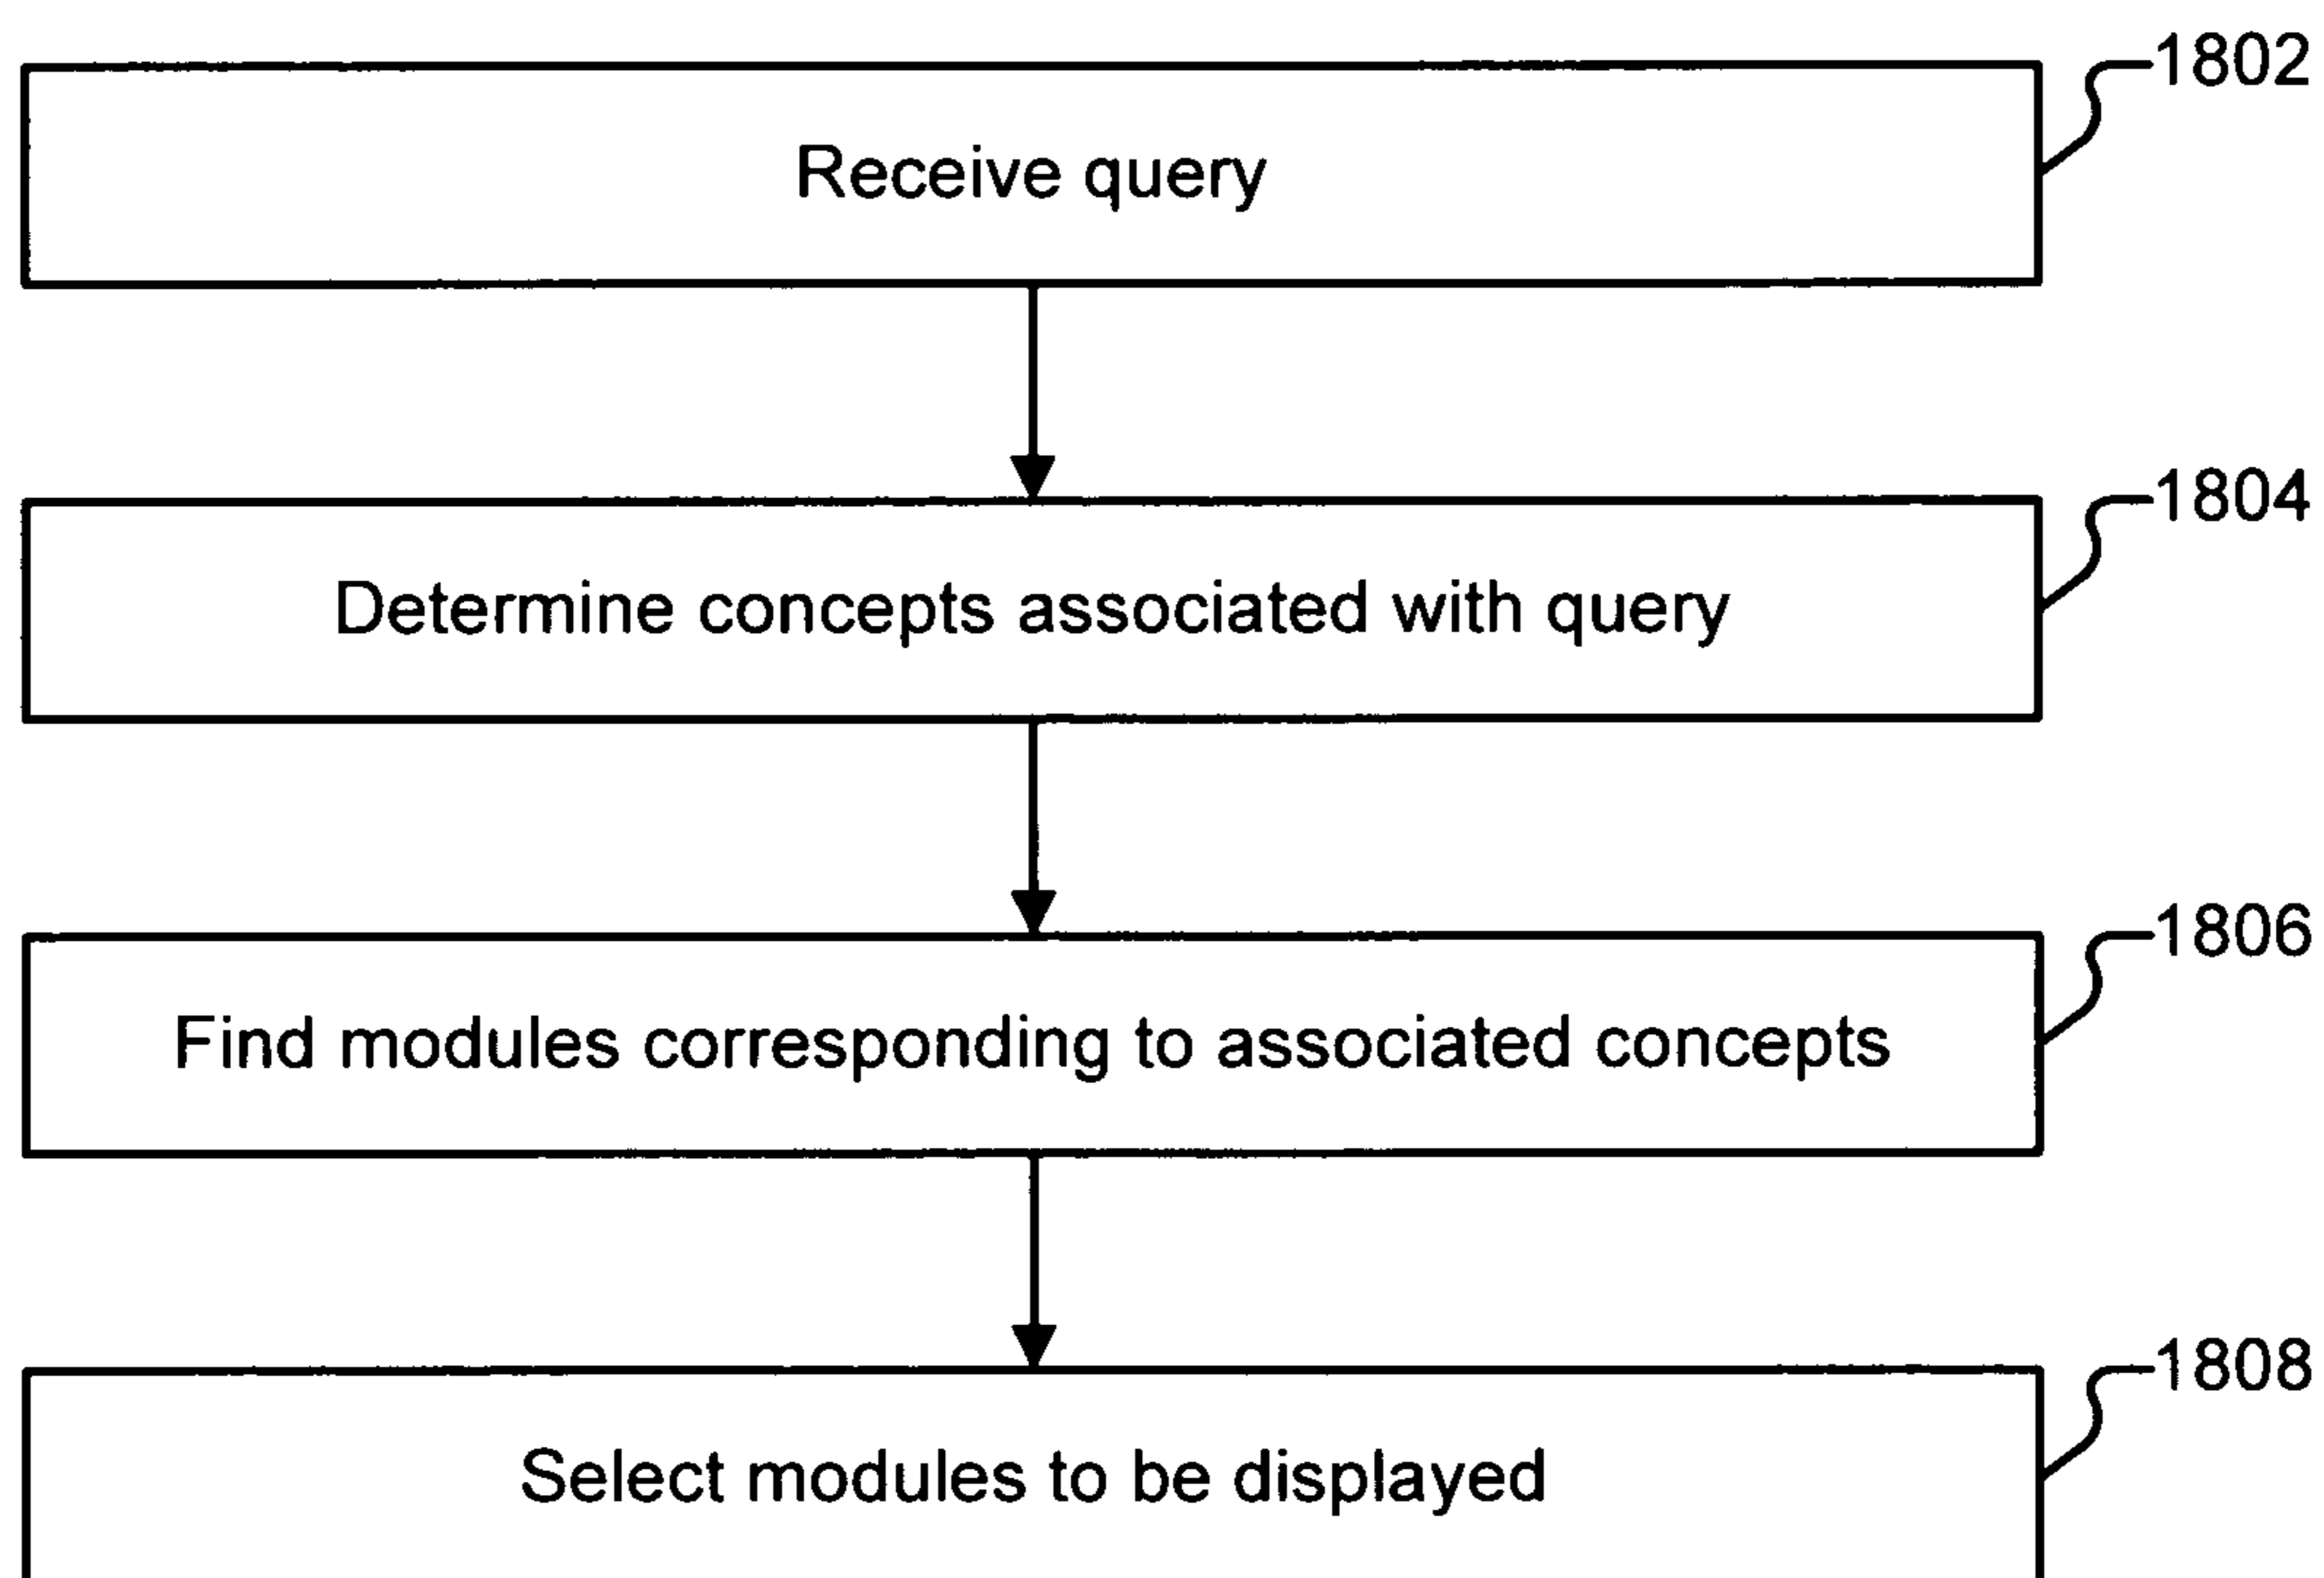 1802
Receive query
1804
Determine concepts associated with query
1806
Find modules corresponding to associated concepts
1808
Select modules to be displayed